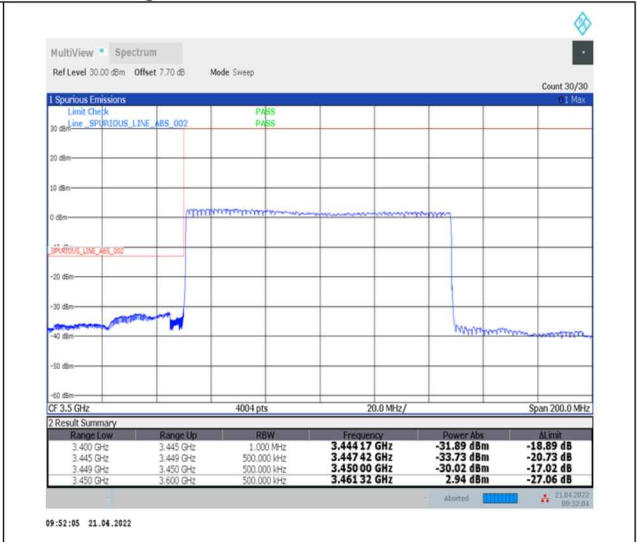 MultiView Spectrum
Ref Level 30.00 dBm Offset 7.70 dB Mode Sweep
Count 30/30
1 Spurious Emissions 1 Max
Limit Check PASS
Line _SPURIOUS_LINE_ABS_002 PASS
30 dBm
20 dBm
10 dBm
0 dBm
_SPURIOUS_LINE_ABS_002
-20 dBm
-30 dBm
-40 dBm
-50 dBm
-60 dBm
CF 3.5 GHz 4004 pts 20.0 MHz/ Span 200.0 MHz
2 Result Summary
Range Low Range Up RBW Frequency Power Abs ΔLimit
3.400 GHz 3.445 GHz 1.000 MHz 3.444 17 GHz -31.89 dBm -18.89 dB
3.445 GHz 3.449 GHz 500.000 kHz 3.447 42 GHz -33.73 dBm -20.73 dB
3.449 GHz 3.450 GHz 500.000 kHz 3.450 00 GHz -30.02 dBm -17.02 dB
3.450 GHz 3.600 GHz 500.000 kHz 3.461 32 GHz 2.94 dBm -27.06 dB
Aborted 21.04.2022
09:52:04
09:52:05 21.04.2022